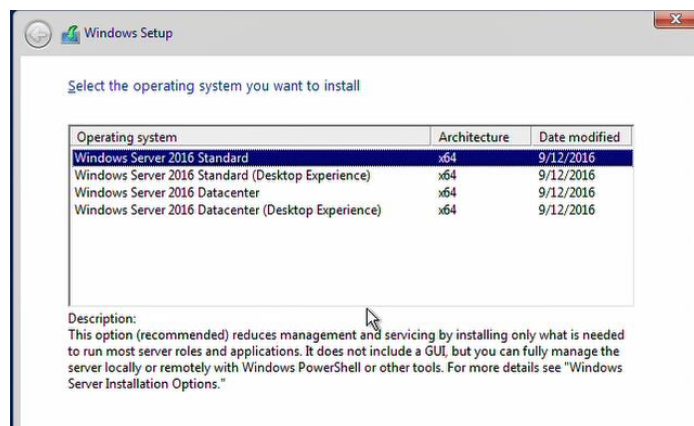 Windows Setup
Select the operating system you want to install
Operating system Architecture Date modified
Windows Server 2016 Standard x64 9/12/2016
Windows Server 2016 Standard (Desktop Experience) x64 9/12/2016
Windows Server 2016 Datacenter x64 9/12/2016
Windows Server 2016 Datacenter (Desktop Experience) x64 9/12/2016
Description:
This option (recommended) reduces management and servicing by installing only what is needed
to run most server roles and applications. It does not include a GUI, but you can fully manage the
server locally or remotely with Windows PowerShell or other tools. For more details see "Windows
Server Installation Options."